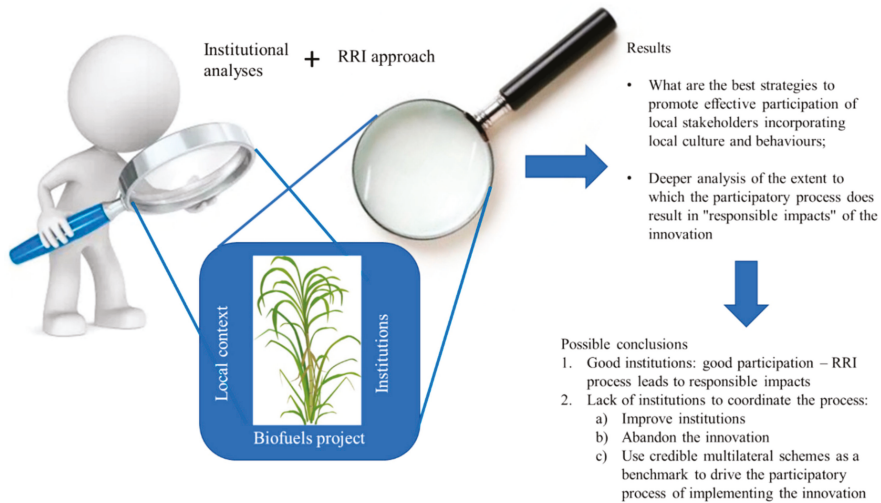 Institutional
analyses
+ RRI approach
Local context
Institutions
Biofuels project
Results
• What are the best strategies to
promote effective participation of
local stakeholders incorporating
local culture and behaviours;
• Deeper analysis of the extent to
which the participatory process does
result in "responsible impacts" of the
innovation
Possible conclusions
1. Good institutions: good participation – RRI
process leads to responsible impacts
2. Lack of institutions to coordinate the process:
a) Improve institutions
b) Abandon the innovation
c) Use credible multilateral schemes as a
benchmark to drive the participatory
process of implementing the innovation